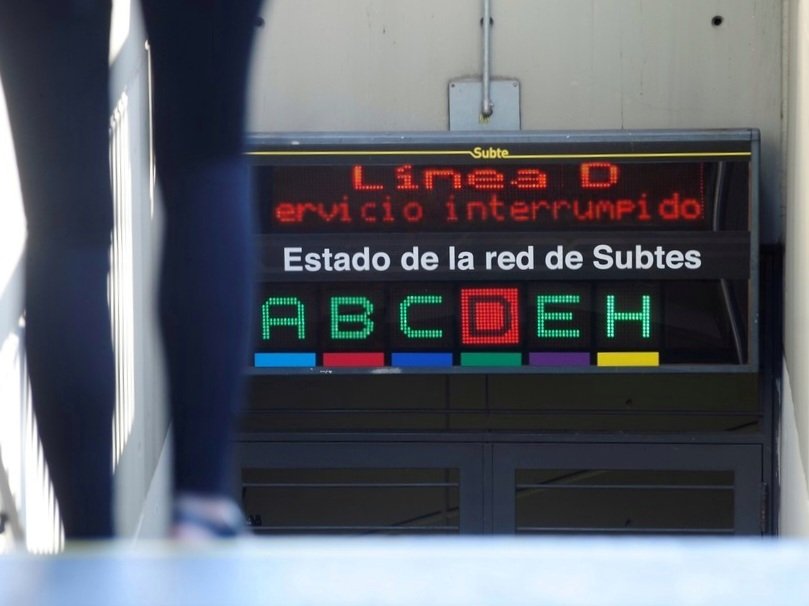 Subte
Línea D
ervicio interrumpido
Estado de la red de Subtes
A B C D E H